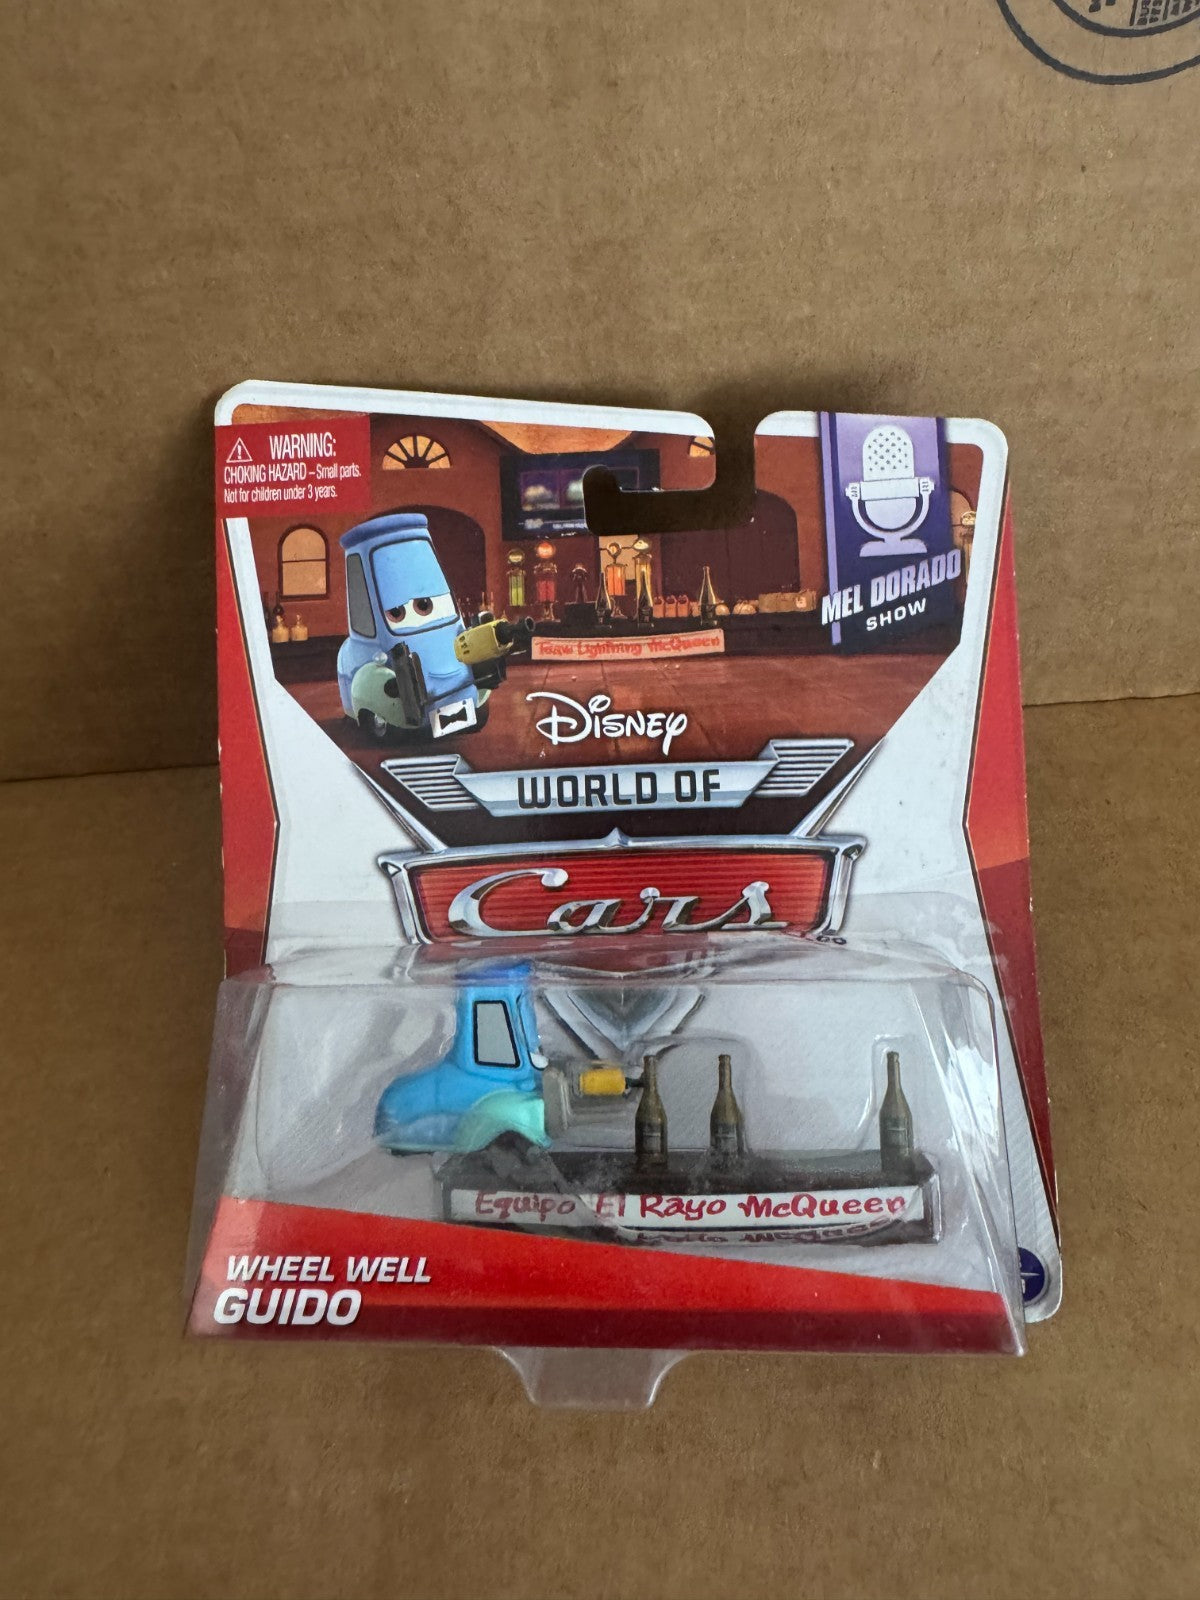 WARNING:
CHOKING HAZARD – Small parts.
Not for children under 3 years.
MEL DORADO
SHOW
Team Lightning McQueen
Disney
WORLD OF
Cars
Equipo El Rayo McQueen
WHEEL WELL
GUIDO